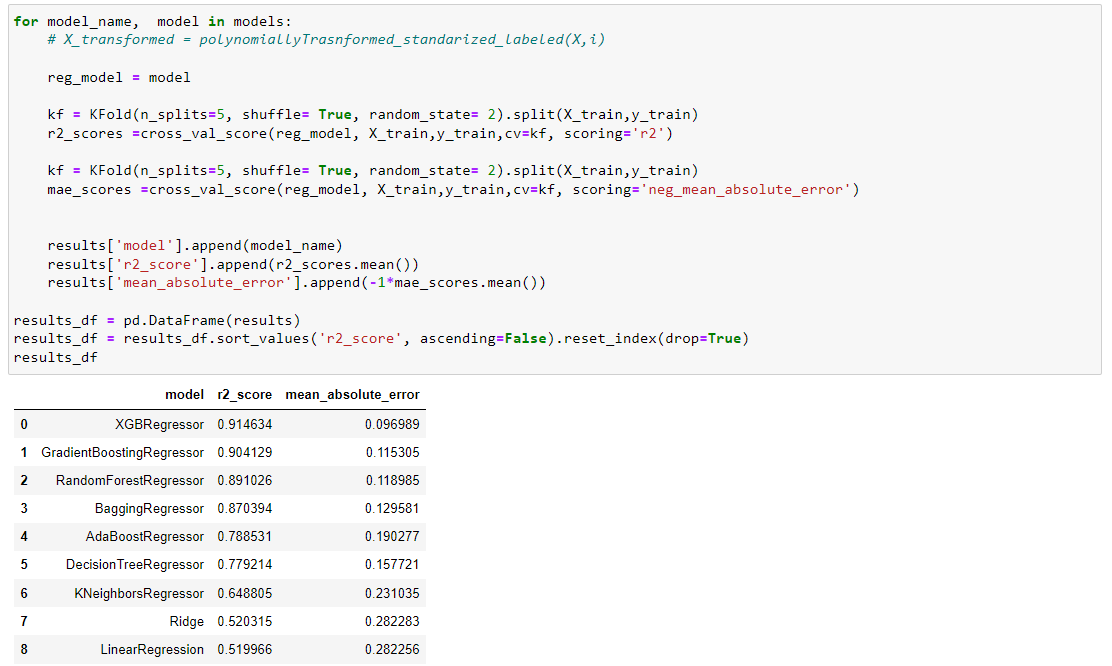 for model_name,  model in models:
    # X_transformed = polynomiallyTrasnformed_standarized_labeled(X,i)
    reg_model = model
    kf = KFold(n_splits=5, shuffle= True, random_state= 2).split(X_train,y_train)
    r2_scores =cross_val_score(reg_model, X_train,y_train,cv=kf, scoring='r2')
    kf = KFold(n_splits=5, shuffle= True, random_state= 2).split(X_train,y_train)
    mae_scores =cross_val_score(reg_model, X_train,y_train,cv=kf, scoring='neg_mean_absolute_error')
    results['model'].append(model_name)
    results['r2_score'].append(r2_scores.mean())
    results['mean_absolute_error'].append(-1*mae_scores.mean())
results_df = pd.DataFrame(results)
results_df = results_df.sort_values('r2_score', ascending=False).reset_index(drop=True)
results_df
model r2_score mean_absolute_error
0 XGBRegressor 0.914634 0.096989
1 GradientBoostingRegressor 0.904129 0.115305
2 RandomForestRegressor 0.891026 0.118985
3 BaggingRegressor 0.870394 0.129581
4 AdaBoostRegressor 0.788531 0.190277
5 DecisionTreeRegressor 0.779214 0.157721
6 KNeighborsRegressor 0.648805 0.231035
7 Ridge 0.520315 0.282283
8 LinearRegression 0.519966 0.282256